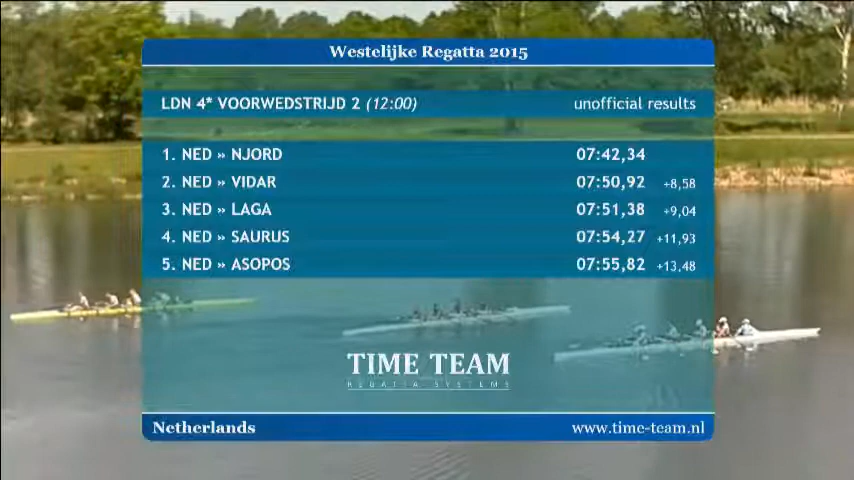 Westelijke Regatta 2015
LDN 4* VOORWEDSTRIJD 2 (12:00) unofficial results
1. NED » NJORD 07:42,34
2. NED » VIDAR 07:50,92 +8,58
3. NED » LAGA 07:51,38 +9,04
4. NED » SAURUS 07:54,27 +11,93
5. NED » ASOPOS 07:55,82 +13,48
TIME TEAM
REGATTA SYSTEMS
Netherlands www.time-team.nl